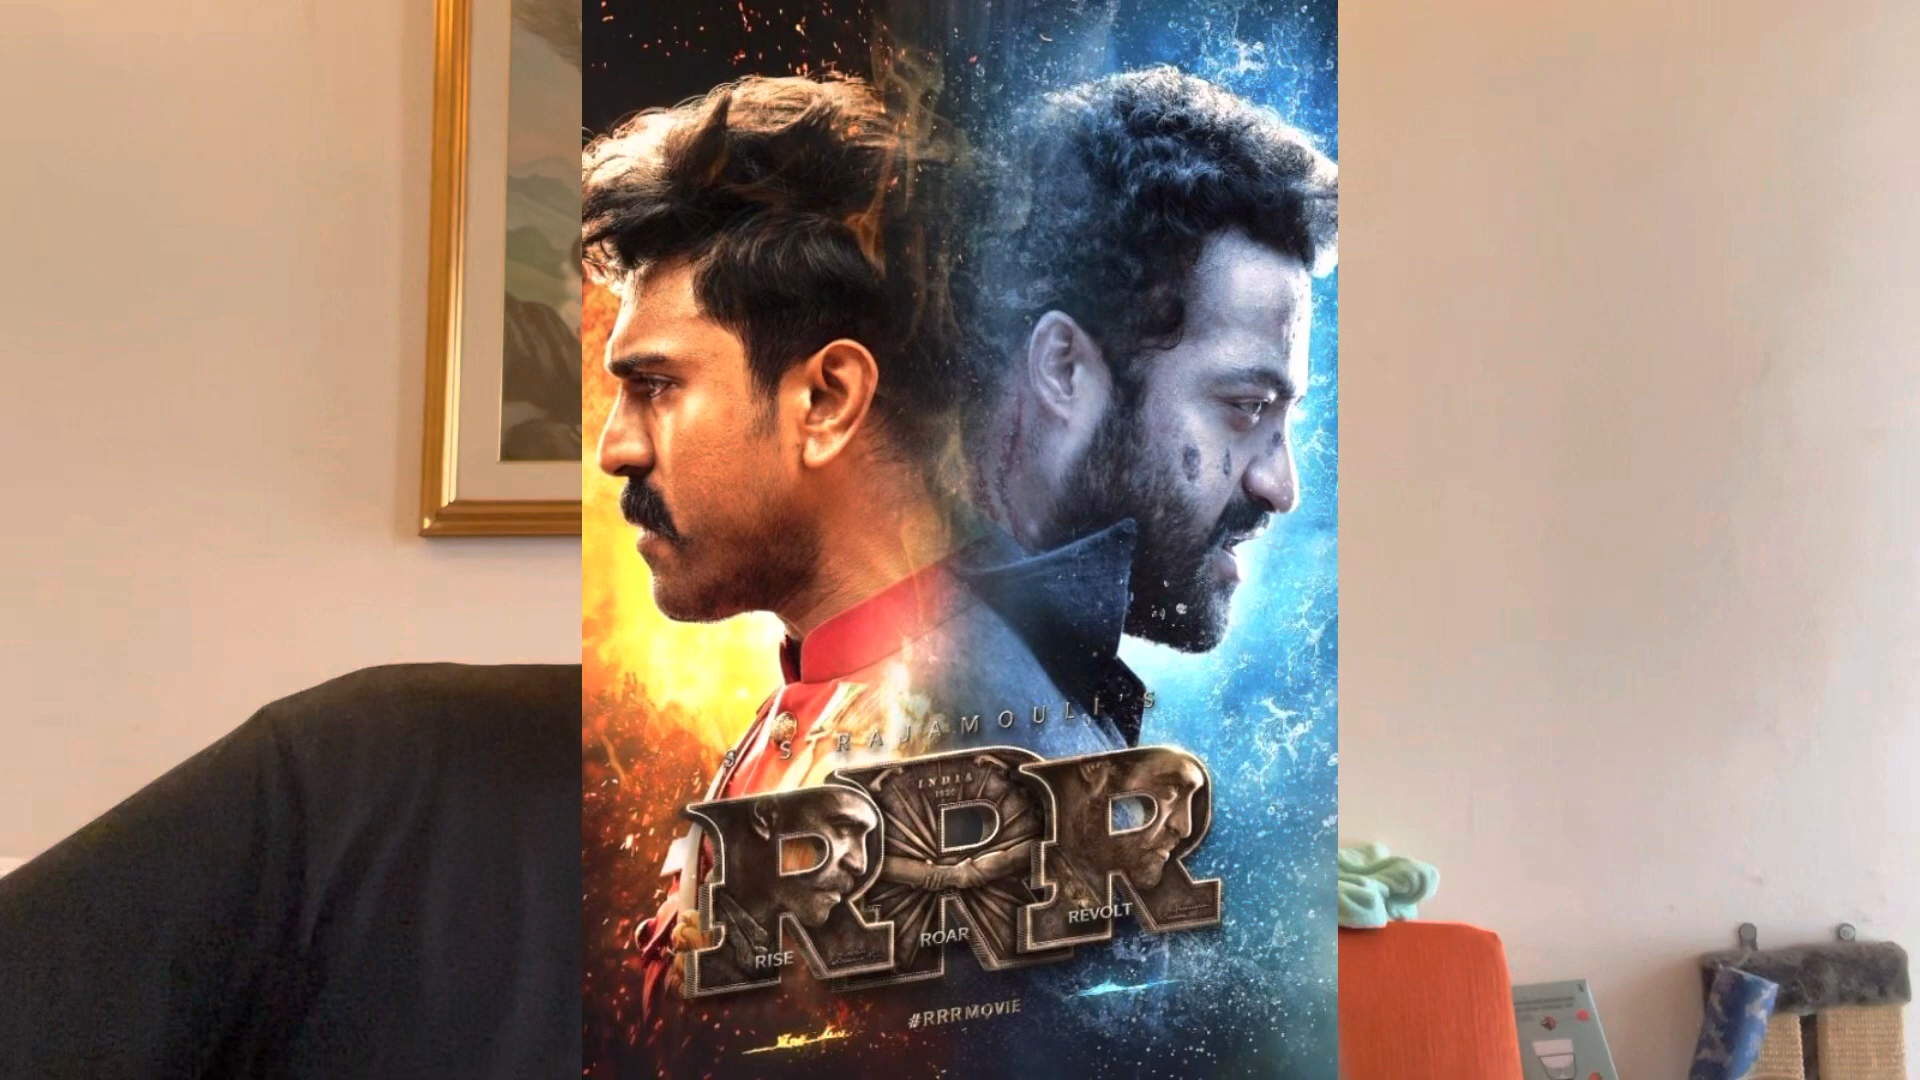 S S RAJAMOULI'S
INDIA
1920
RRR
RISE ROAR REVOLT
#RRRMOVIE